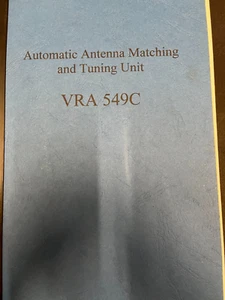 Automatic Antenna Matching
and Tuning Unit
VRA 549C